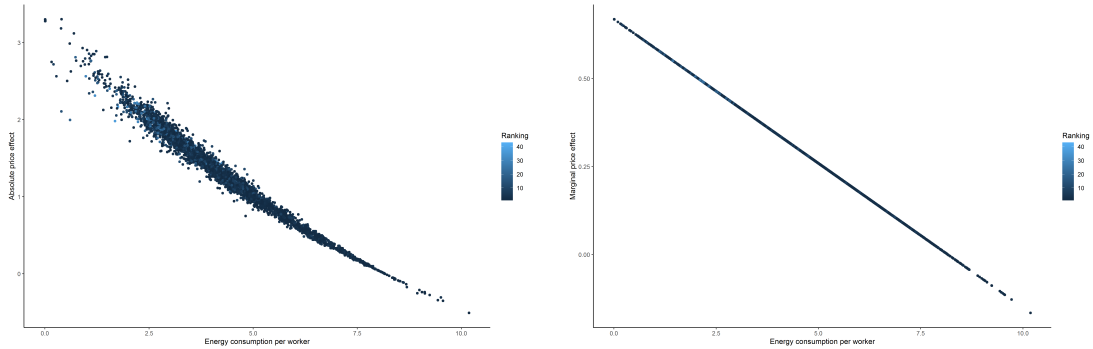 Absolute price effect
3
2
1
0
0.0 2.5 5.0 7.5 10.0
Energy consumption per worker
Ranking
40
30
20
10
Marginal price effect
0.50
0.25
0.00
0.0 2.5 5.0 7.5 10.0
Energy consumption per worker
Ranking
40
30
20
10